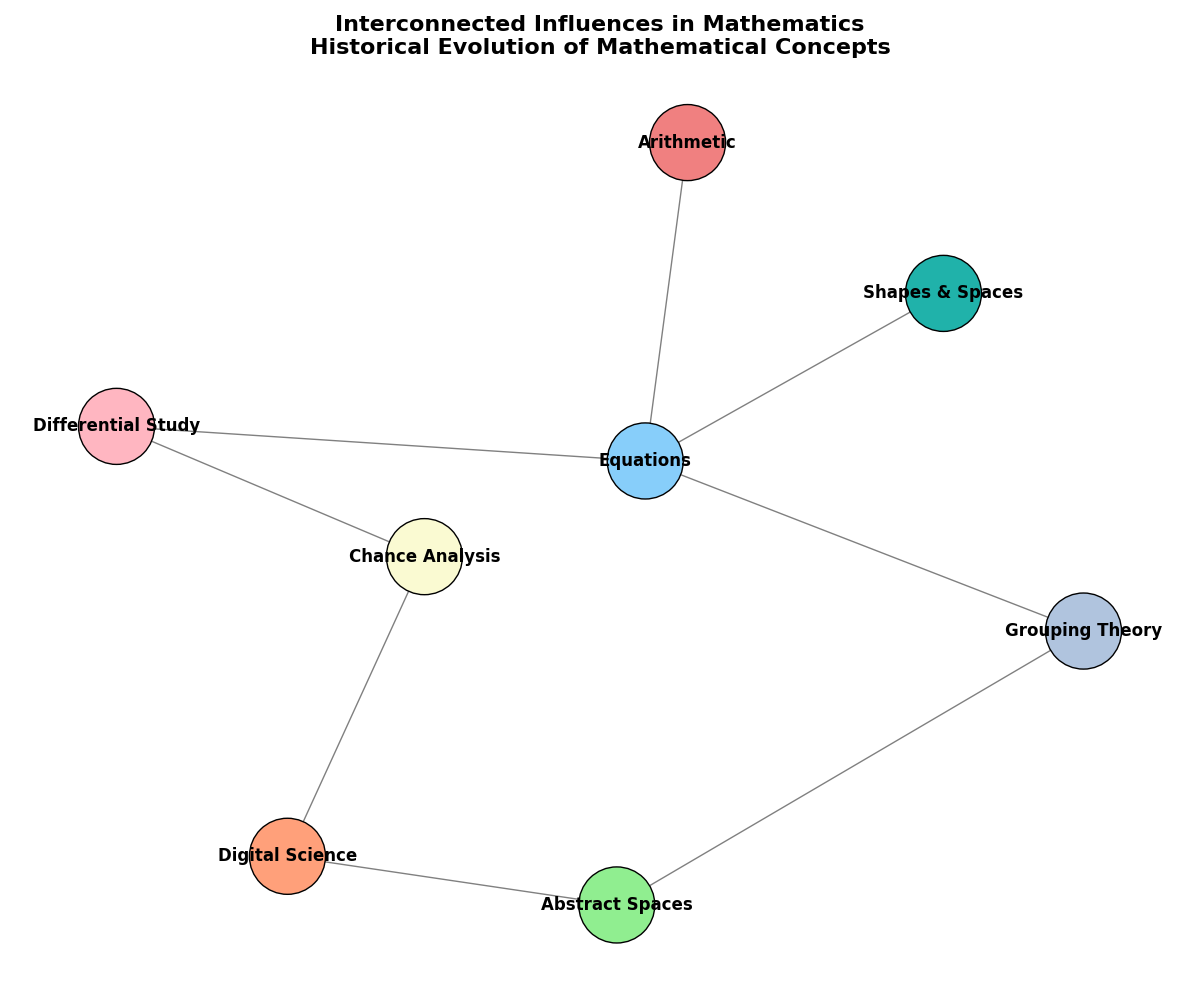 Interconnected Influences in Mathematics
Historical Evolution of Mathematical Concepts
Arithmetic
Shapes & Spaces
Differential Study
Equations
Chance Analysis
Grouping Theory
Digital Science
Abstract Spaces